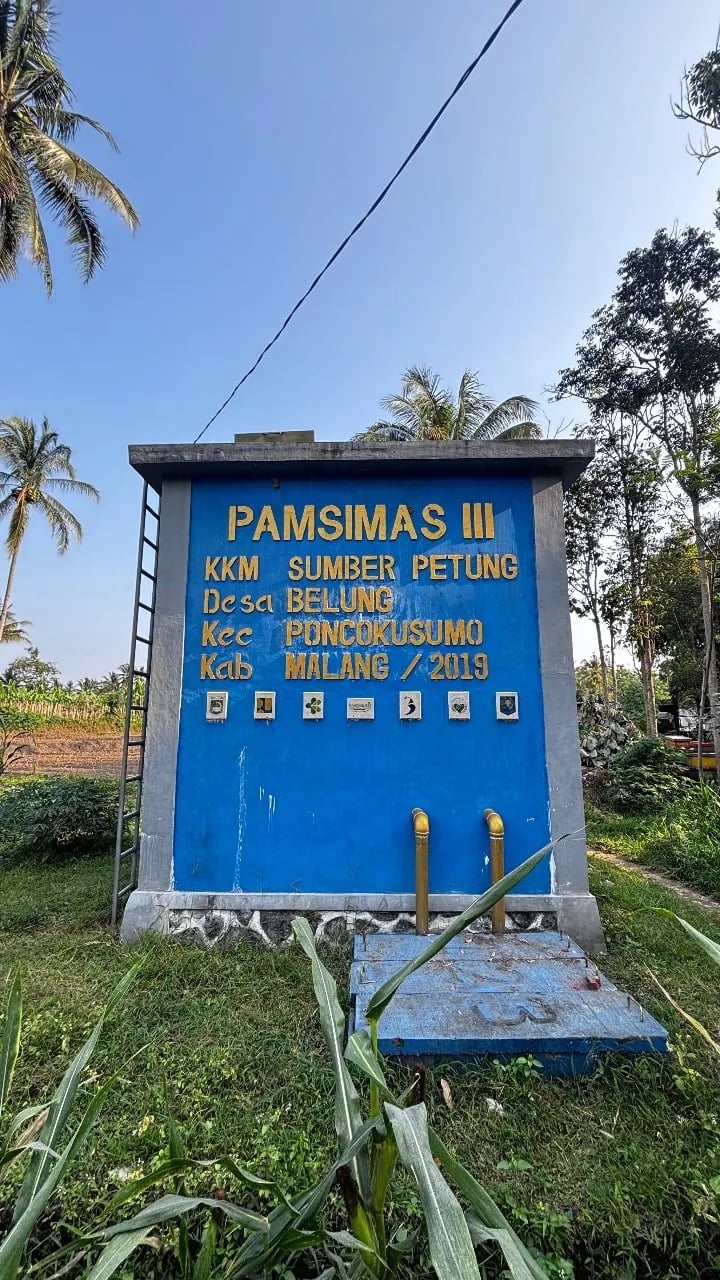 PAMSIMAS III
KKM SUMBER PETUNG
Desa BELUNG
Kec PONCOKUSUMO
Kab MALANG / 2019